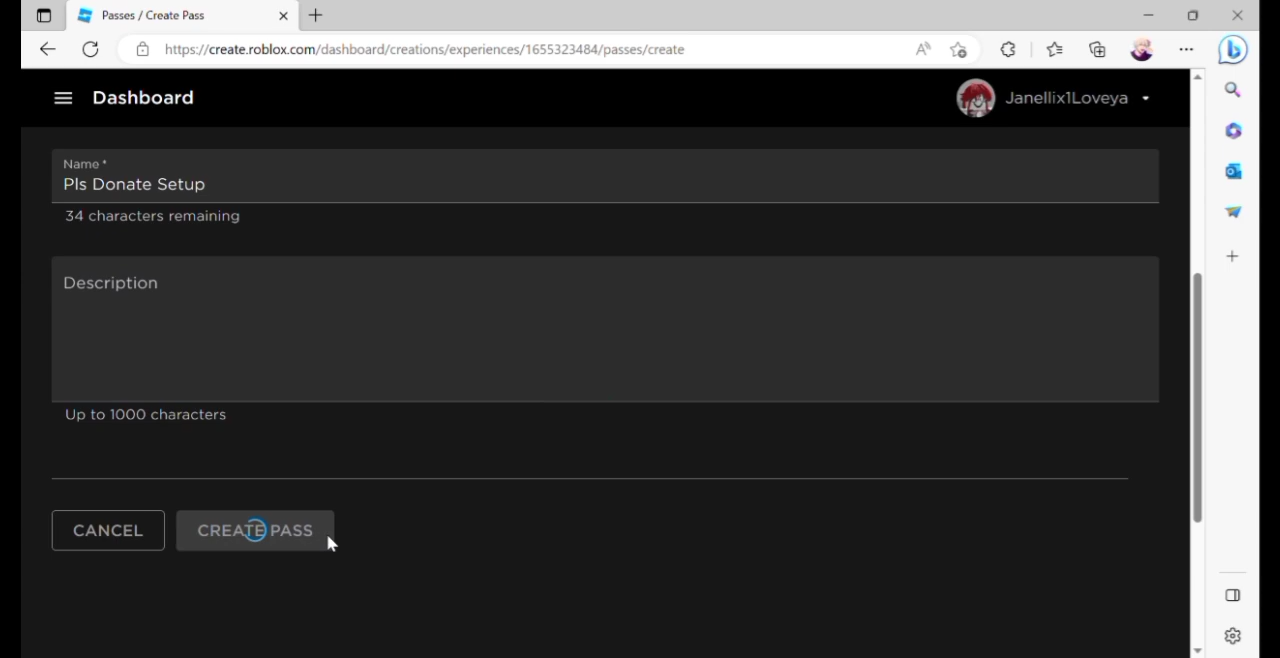 Passes / Create Pass
https://create.roblox.com/dashboard/creations/experiences/1655323484/passes/create
Dashboard
Janellix1Loveya
Name *
Pls Donate Setup
34 characters remaining
Description
Up to 1000 characters
CANCEL
CREATE PASS